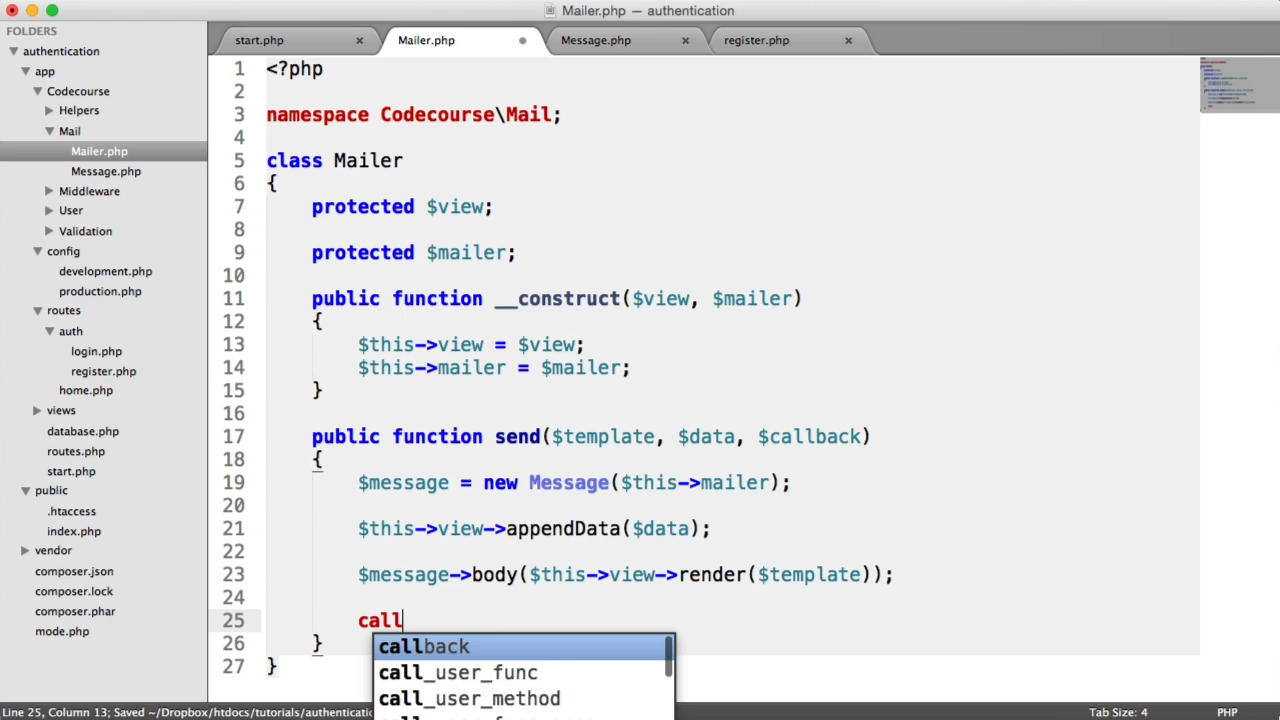 Mailer.php — authentication
FOLDERS
authentication
app
Codecourse
Helpers
Mail
Mailer.php
Message.php
Middleware
User
Validation
config
development.php
production.php
routes
auth
login.php
register.php
home.php
views
database.php
routes.php
start.php
public
.htaccess
index.php
vendor
composer.json
composer.lock
composer.phar
mode.php
start.php × Mailer.php Message.php × register.php ×
1 <?php
2
3 namespace Codecourse\Mail;
4
5 class Mailer
6 {
7 protected $view;
8
9 protected $mailer;
10
11 public function __construct($view, $mailer)
12 {
13 $this->view = $view;
14 $this->mailer = $mailer;
15 }
16
17 public function send($template, $data, $callback)
18 {
19 $message = new Message($this->mailer);
20
21 $this->view->appendData($data);
22
23 $message->body($this->view->render($template));
24
25 call
26 }
27 }
callback
call_user_func
call_user_method
Line 25, Column 13; Saved ~/Dropbox/htdocs/tutorials/authenticatio
Tab Size: 4 PHP